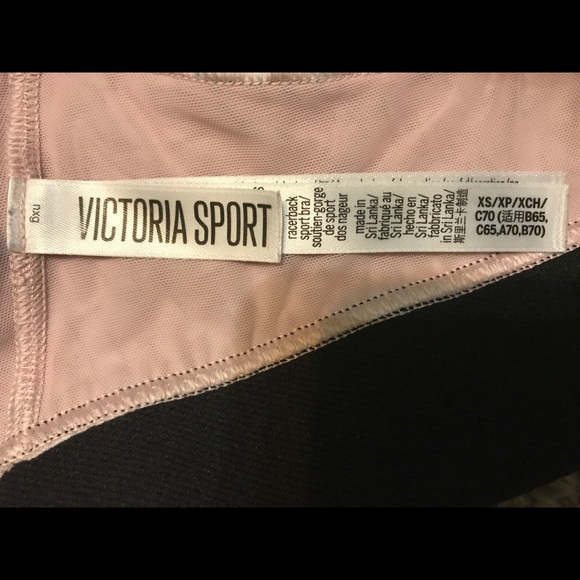 VICTORIA SPORT
racerback
sport bra/
soutien-gorge
de sport
dos nageur
made in
Sri Lanka/
fabriqué au
Sri Lanka/
hecho en
Sri Lanka/
fabbricato
in Sri Lanka/
斯里兰卡制造
XS/XP/XCH/
C70 (适用B65,
C65,A70,B70)